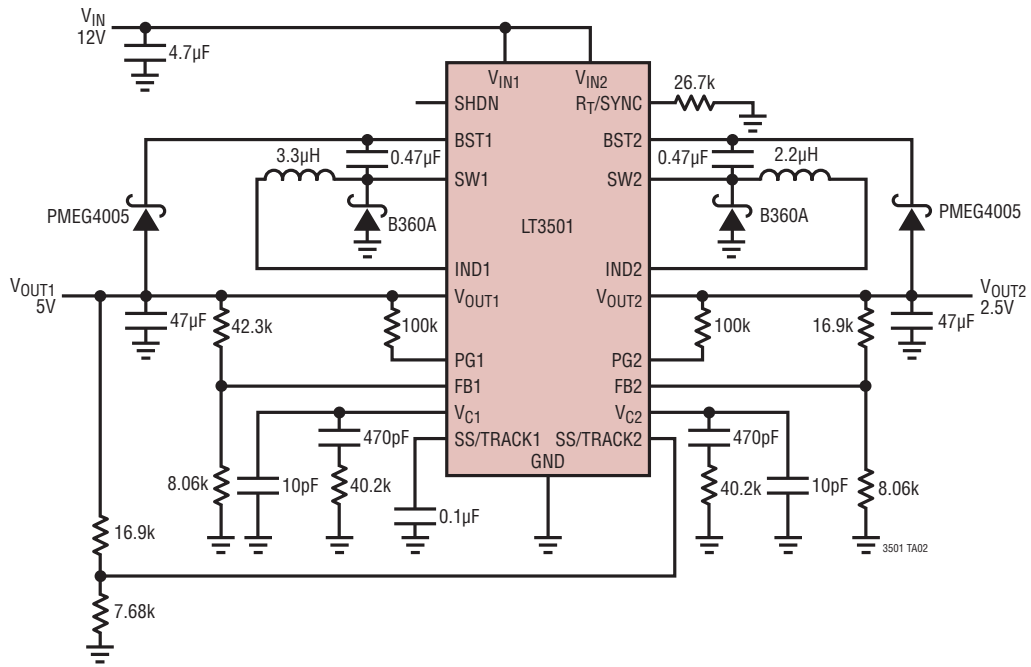 VIN
12V
4.7µF
VIN1
VIN2
SHDN
RT/SYNC
26.7k
BST1
BST2
3.3µH
0.47µF
0.47µF
2.2µH
SW1
SW2
PMEG4005
B360A
LT3501
B360A
PMEG4005
IND1
IND2
VOUT1
5V
VOUT1
VOUT2
VOUT2
2.5V
47µF
42.3k
100k
100k
16.9k
47µF
PG1
PG2
FB1
FB2
VC1
VC2
470pF
SS/TRACK1
SS/TRACK2
470pF
GND
8.06k
10pF
40.2k
40.2k
10pF
8.06k
0.1µF
16.9k
3501 TA02
7.68k